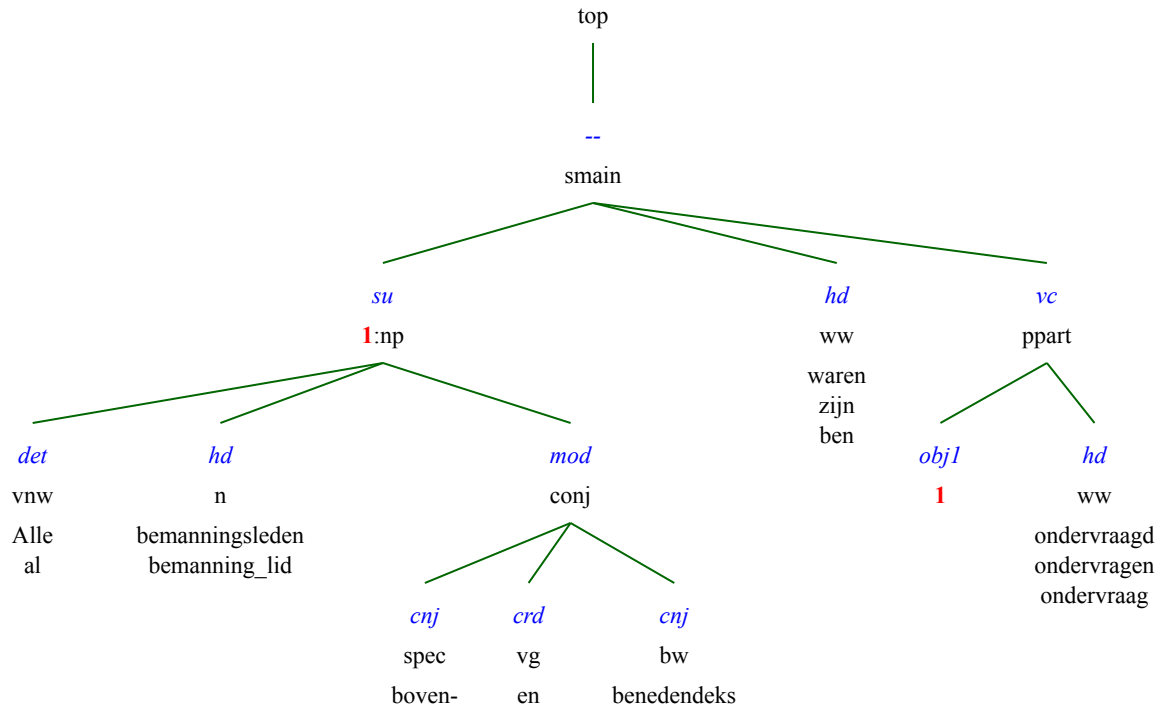 top
--
smain
su hd vc
1:np ww ppart
waren
zijn
ben
det hd mod obj1 hd
vnw n conj 1 ww
Alle bemanningsleden ondervraagd
al bemanning_lid ondervragen
ondervraag
cnj crd cnj
spec vg bw
boven- en benedendeks